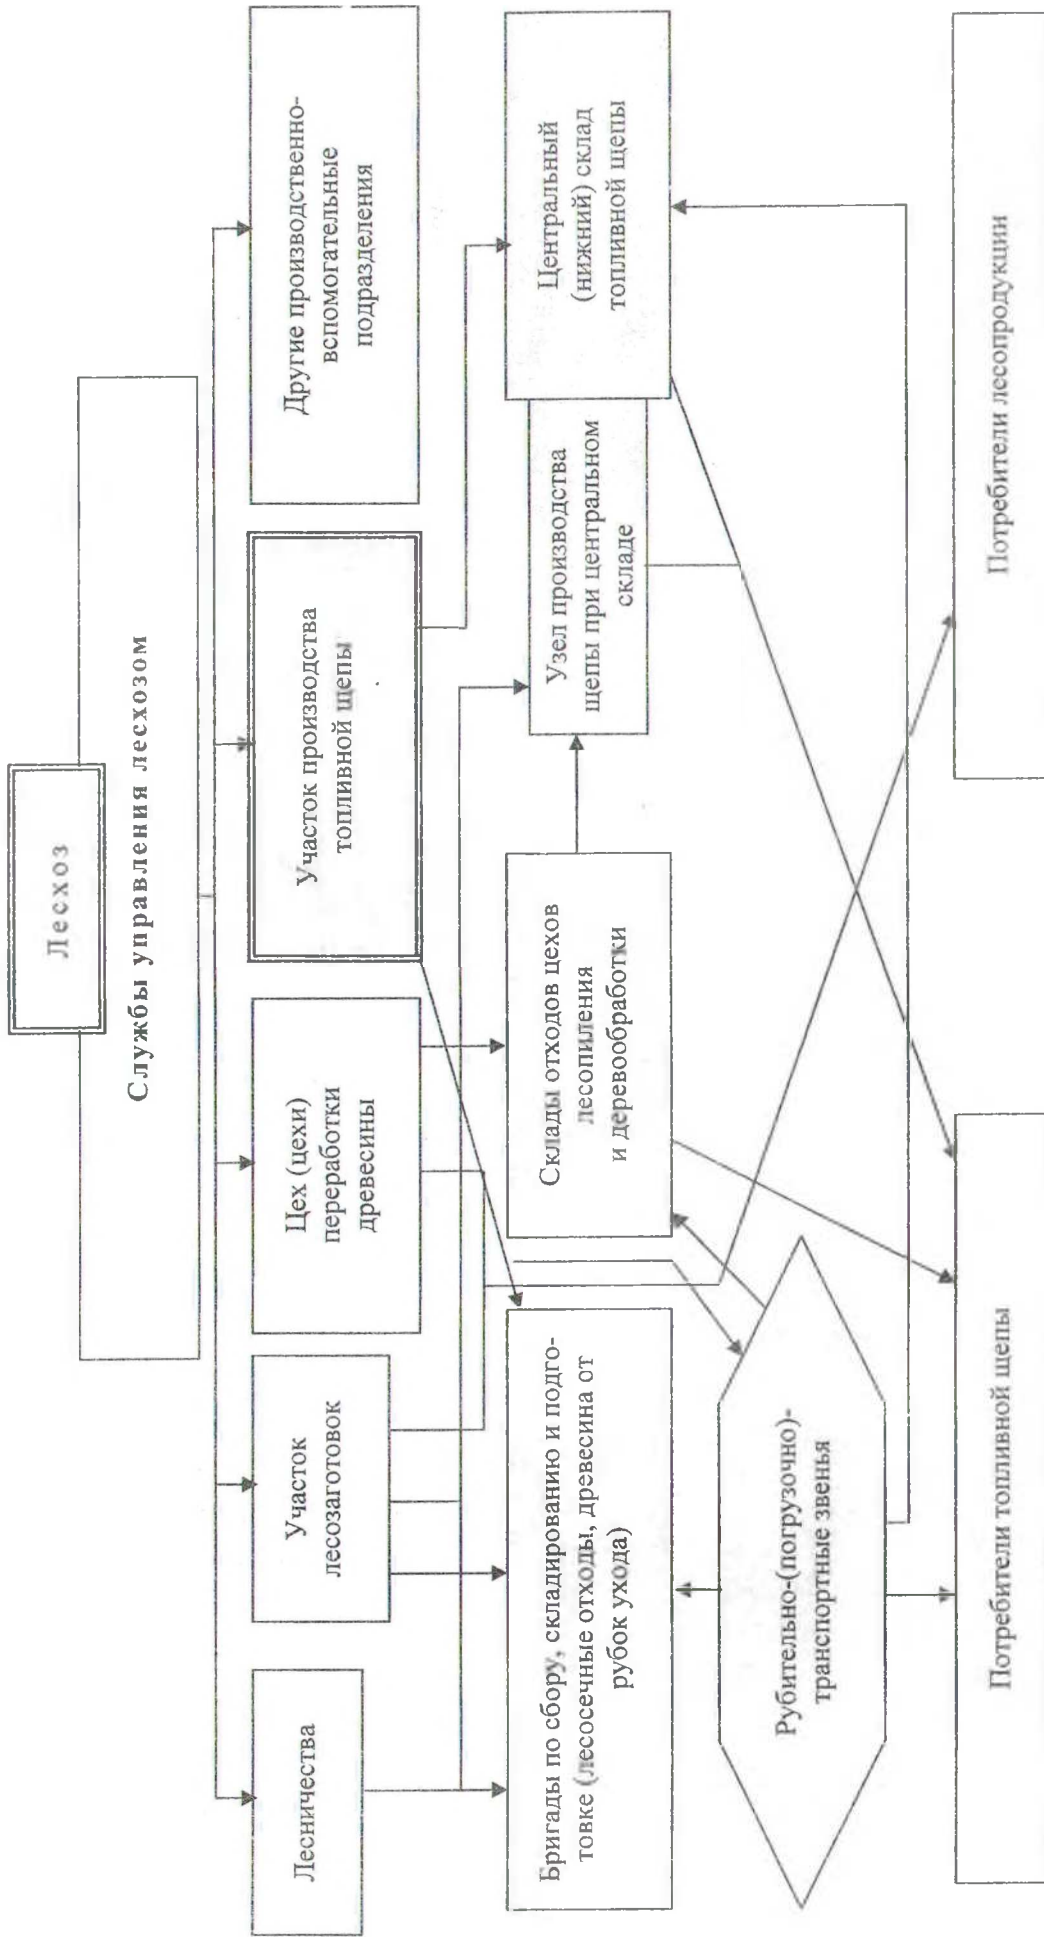 Лесхоз
Службы управления лесхозом
Лесничества
Участок
лесозаготовок
Цех (цехи)
переработки
древесины
Участок производства
топливной щепы
Другие производственно-
вспомогательные
подразделения
Бригады по сбору, складированию и подго-
товке (лесосечные отходы, древесина от
рубок ухода)
Склады отходов цехов
лесопиления
и деревообработки
Узел производства
щепы при центральном
складе
Центральный
(нижний) склад
топливной щепы
Рубительно-(погрузочно)-
транспортные звенья
Потребители топливной щепы
Потребители лесопродукции